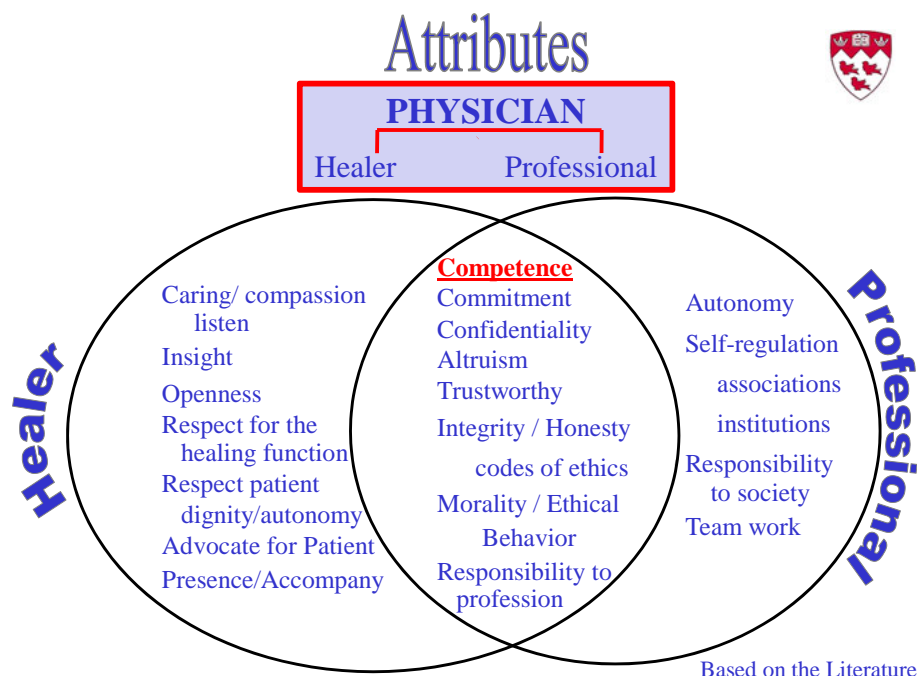 Attributes
PHYSICIAN
Healer Professional
Healer
Caring/ compassion
listen
Insight
Openness
Respect for the
healing function
Respect patient
dignity/autonomy
Advocate for Patient
Presence/Accompany
Competence
Commitment
Confidentiality
Altruism
Trustworthy
Integrity / Honesty
codes of ethics
Morality / Ethical
Behavior
Responsibility to
profession
Autonomy
Self-regulation
associations
institutions
Responsibility
to society
Team work
Professional
Based on the Literature